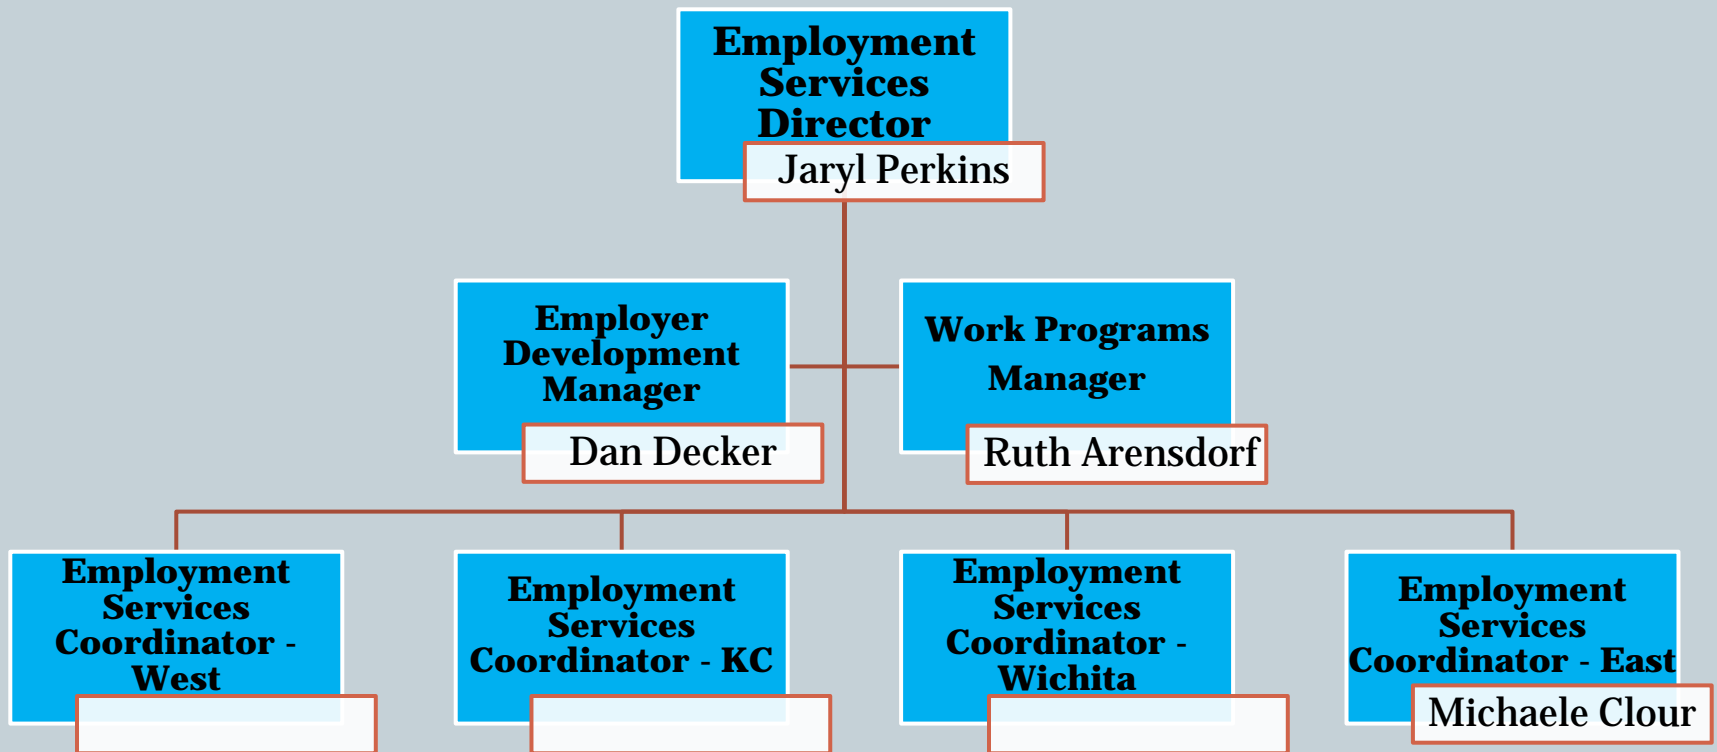 Employment
Services
Director
Jaryl Perkins
Employer
Development
Manager
Dan Decker
Work Programs
Manager
Ruth Arensdorf
Employment
Services
Coordinator -
West
Employment
Services
Coordinator - KC
Employment
Services
Coordinator -
Wichita
Employment
Services
Coordinator - East
Michaele Clour